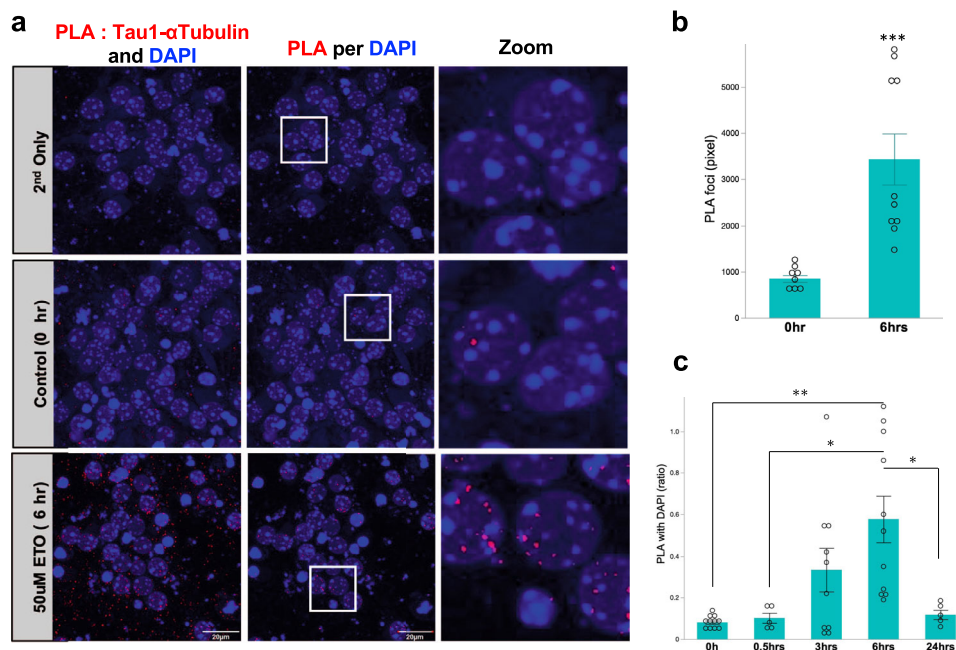 a
PLA : Tau1-αTubulin
and DAPI
PLA per DAPI
Zoom
2nd Only
Control (0 hr)
50uM ETO ( 6 hr )
20µm
20µm
b
***
PLA foci (pixel)
5000
4000
3000
2000
1000
0
0hr
6hrs
c
**
*
*
PLA with DAPI (ratio)
1.0
0.8
0.6
0.4
0.2
0
0h
0.5hrs
3hrs
6hrs
24hrs